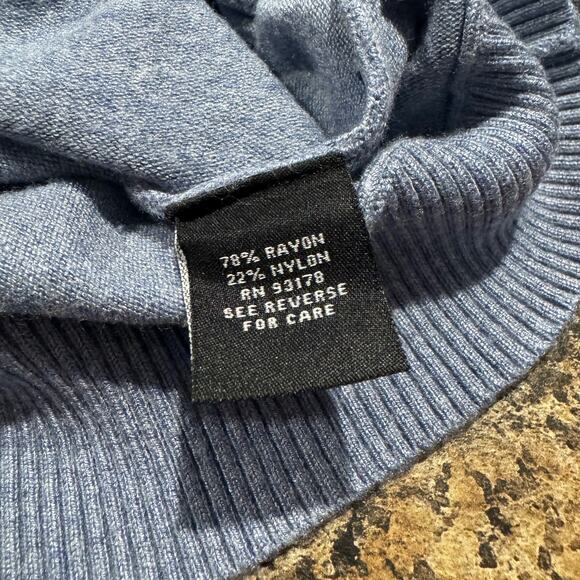 78% RAYON
22% NYLON
RN 93178
SEE REVERSE
FOR CARE